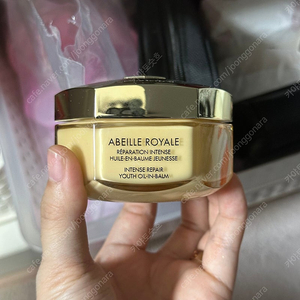 ABEILLE ROYALE
RÉPARATION INTENSE
HUILE-EN-BAUME JEUNESSE
INTENSE REPAIR
YOUTH OIL-IN-BALM